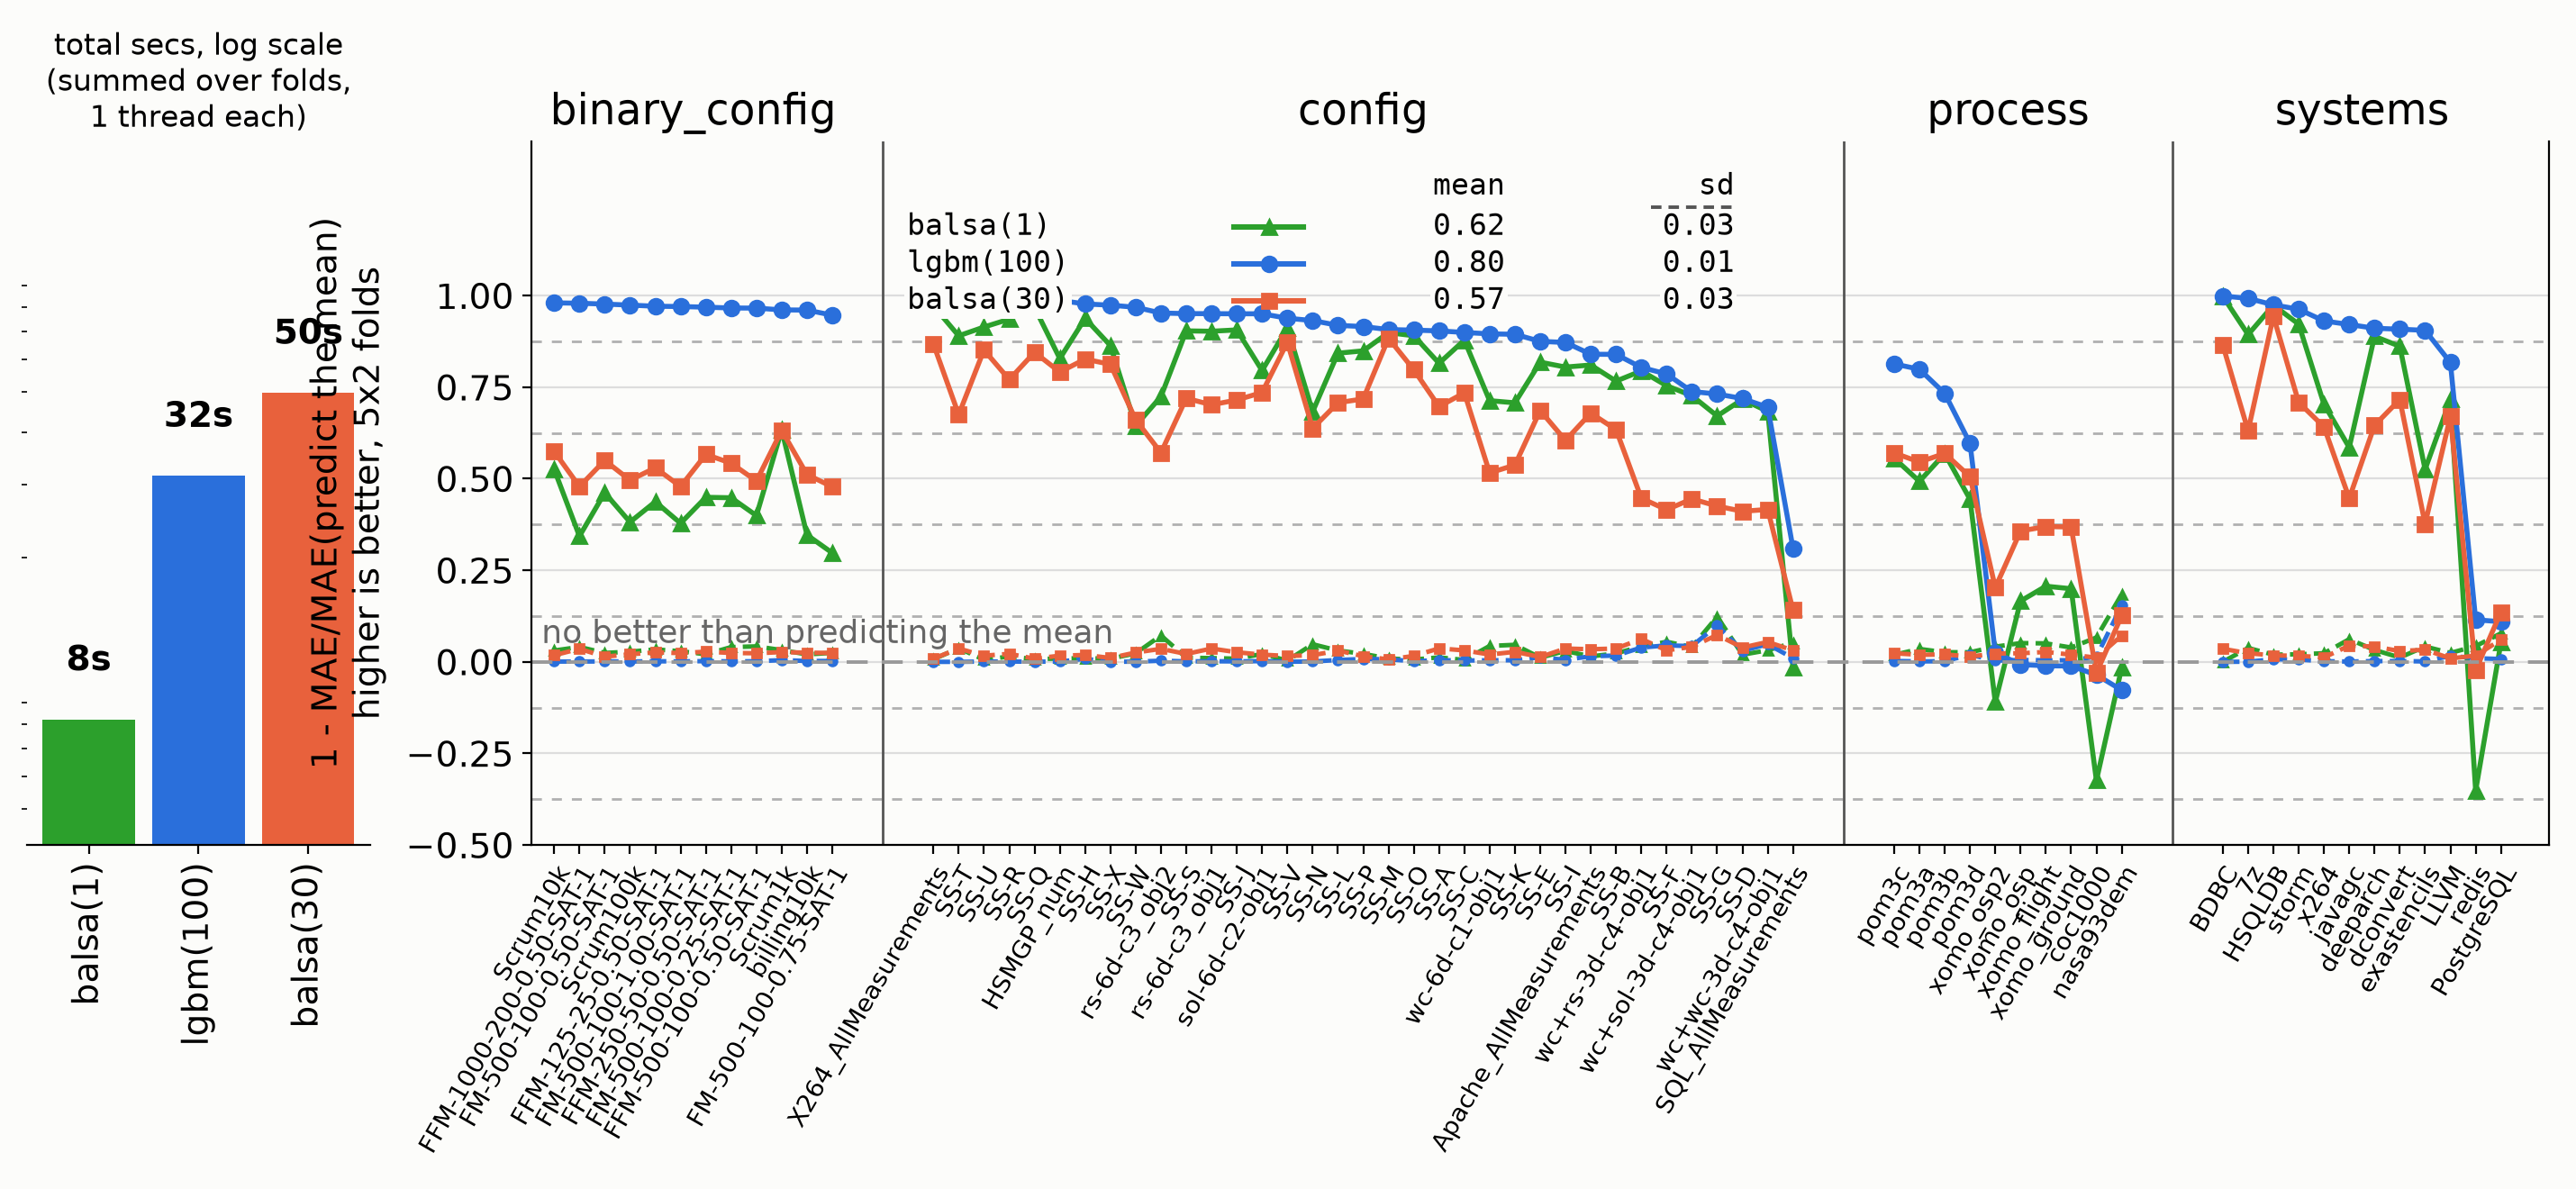 total secs, log scale
(summed over folds,
1 thread each)
8s
32s
50s
balsa(1)
lgbm(100)
balsa(30)
1 - MAE/MAE(predict the mean)
higher is better, 5x2 folds
binary_config
config
process
systems
mean sd
balsa(1) 0.62 0.03
lgbm(100) 0.80 0.01
balsa(30) 0.57 0.03
1.00
0.75
0.50
0.25
0.00
−0.25
−0.50
no better than predicting the mean
Scrum10k
FFM-1000-200-0.50-SAT-1
FM-500-100-0.50-SAT-1
Scrum100k
FFM-125-25-0.50-SAT-1
FM-500-100-1.00-SAT-1
FFM-250-50-0.50-SAT-1
FM-500-100-0.25-SAT-1
FFM-500-100-0.50-SAT-1
Scrum1k
billing10k
FM-500-100-0.75-SAT-1
X264_AllMeasurements
SS-T
SS-U
SS-R
SS-Q
HSMGP_num
SS-H
SS-X
SS-W
rs-6d-c3_obj2
SS-S
rs-6d-c3_obj1
SS-J
sol-6d-c2-obj1
SS-V
SS-N
SS-L
SS-P
SS-M
SS-O
SS-A
SS-C
wc-6d-c1-obj1
SS-K
SS-E
SS-I
Apache_AllMeasurements
SS-B
wc+rs-3d-c4-obj1
SS-F
wc+sol-3d-c4-obj1
SS-G
SS-D
wc+wc-3d-c4-obj1
SQL_AllMeasurements
pom3c
pom3a
pom3b
pom3d
xomo_osp2
xomo_osp
xomo_flight
xomo_ground
coc1000
nasa93dem
BDBC
7z
HSQLDB
storm
x264
javagc
deeparch
dconvert
exastencils
LLVM
redis
PostgreSQL